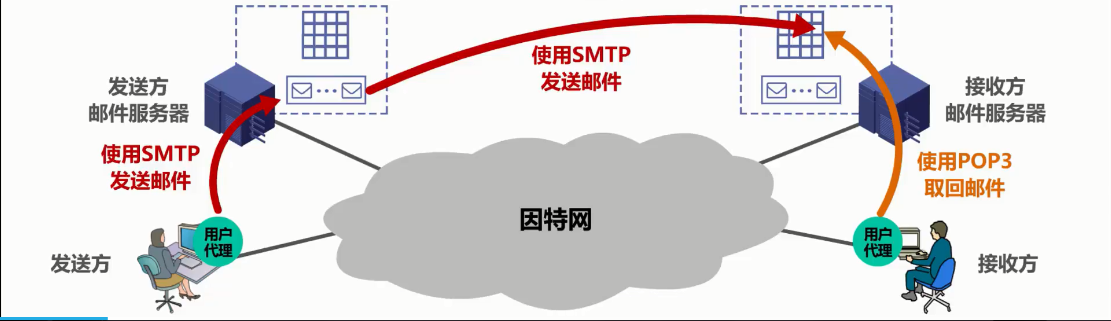 使用SMTP
发送邮件
发送方
邮件服务器
接收方
邮件服务器
使用SMTP
发送邮件
使用POP3
取回邮件
因特网
用户
代理
用户
代理
发送方
接收方